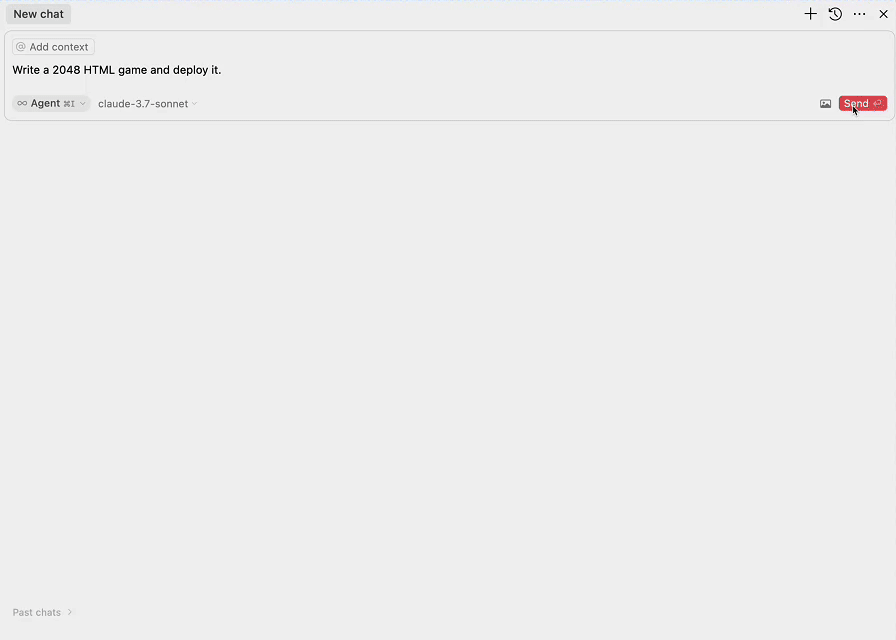 New chat
@ Add context
Write a 2048 HTML game and deploy it.
∞ Agent ⌘I claude-3.7-sonnet Send ⏎
Past chats >